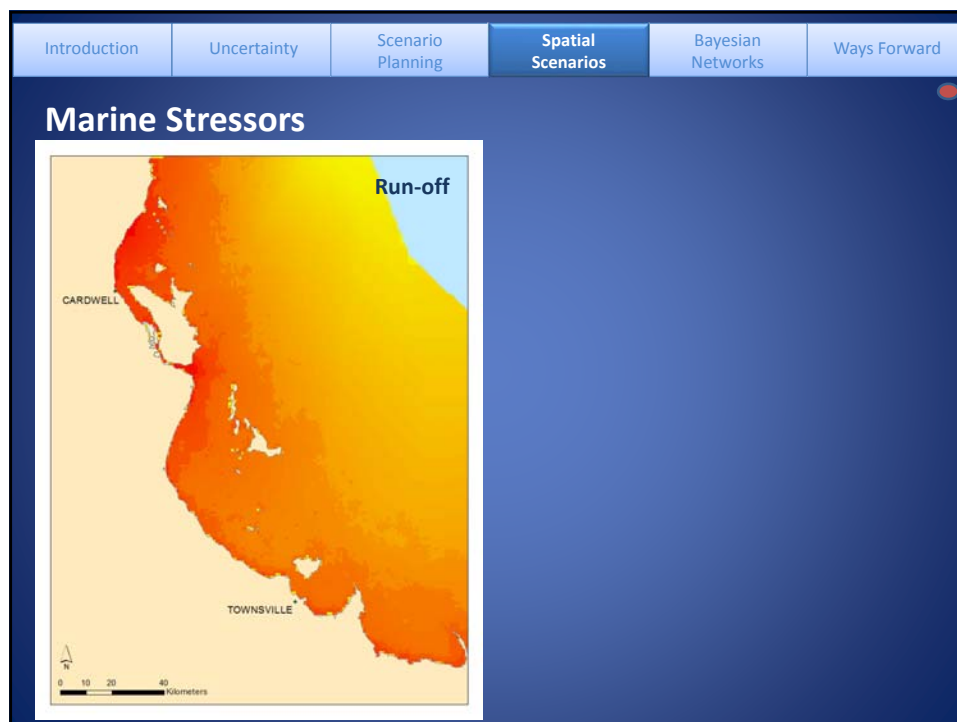 Introduction
Uncertainty
Scenario
Planning
Spatial
Scenarios
Bayesian
Networks
Ways Forward
Marine Stressors
Run-off
CARDWELL
TOWNSVILLE
N
0 10 20 40
Kilometers